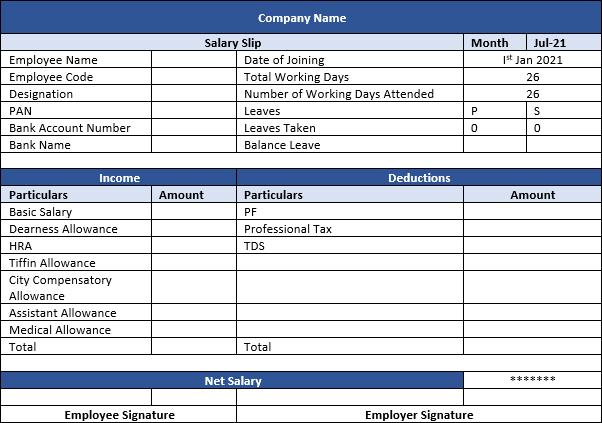 Company Name
Salary Slip Month Jul-21
Employee Name Date of Joining Ist Jan 2021
Employee Code Total Working Days 26
Designation Number of Working Days Attended 26
PAN Leaves P S
Bank Account Number Leaves Taken 0 0
Bank Name Balance Leave
Income Deductions
Particulars Amount Particulars Amount
Basic Salary PF
Dearness Allowance Professional Tax
HRA TDS
Tiffin Allowance
City Compensatory
Allowance
Assistant Allowance
Medical Allowance
Total Total
Net Salary *******
Employee Signature Employer Signature